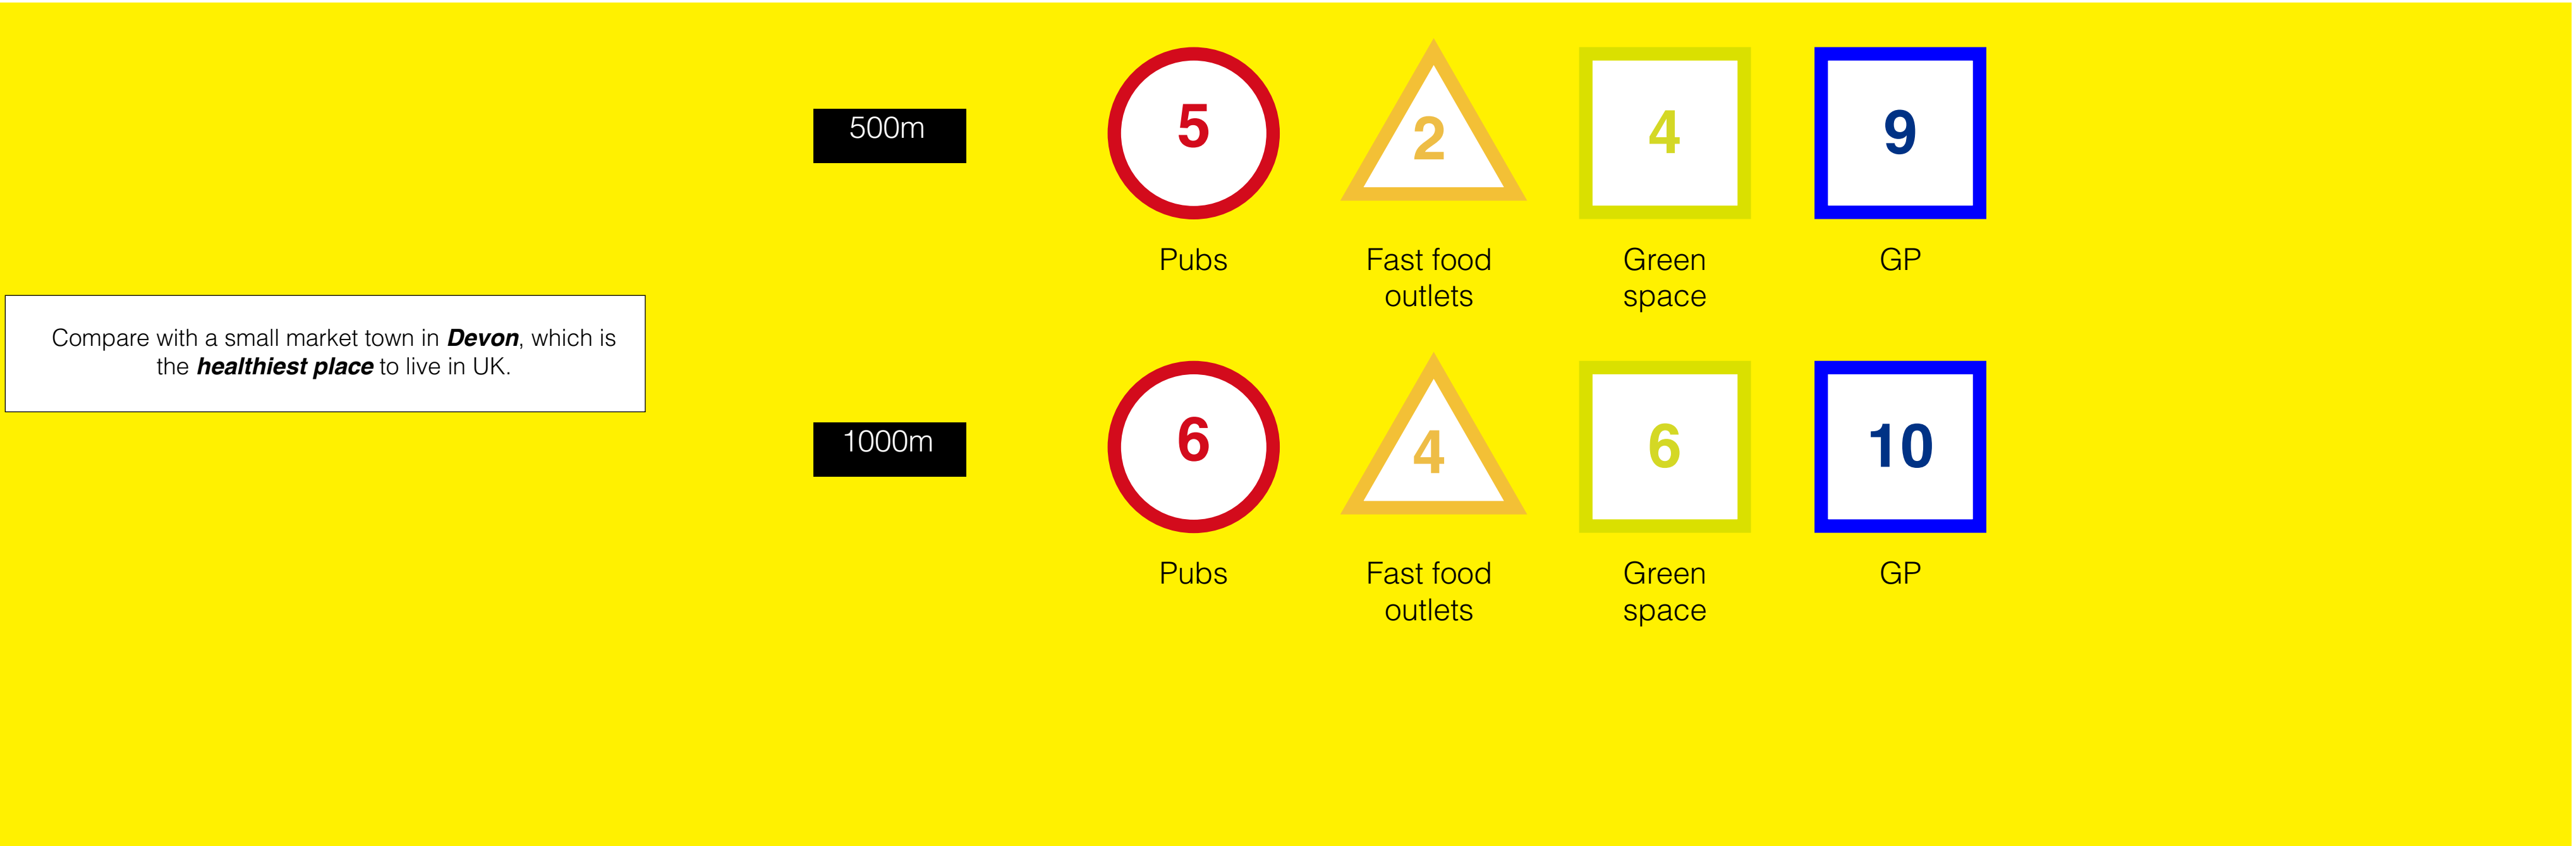 500m
5
2
4
9
Pubs
Fast food
outlets
Green
space
GP
Compare with a small market town in Devon, which is
the healthiest place to live in UK.
1000m
6
4
6
10
Pubs
Fast food
outlets
Green
space
GP